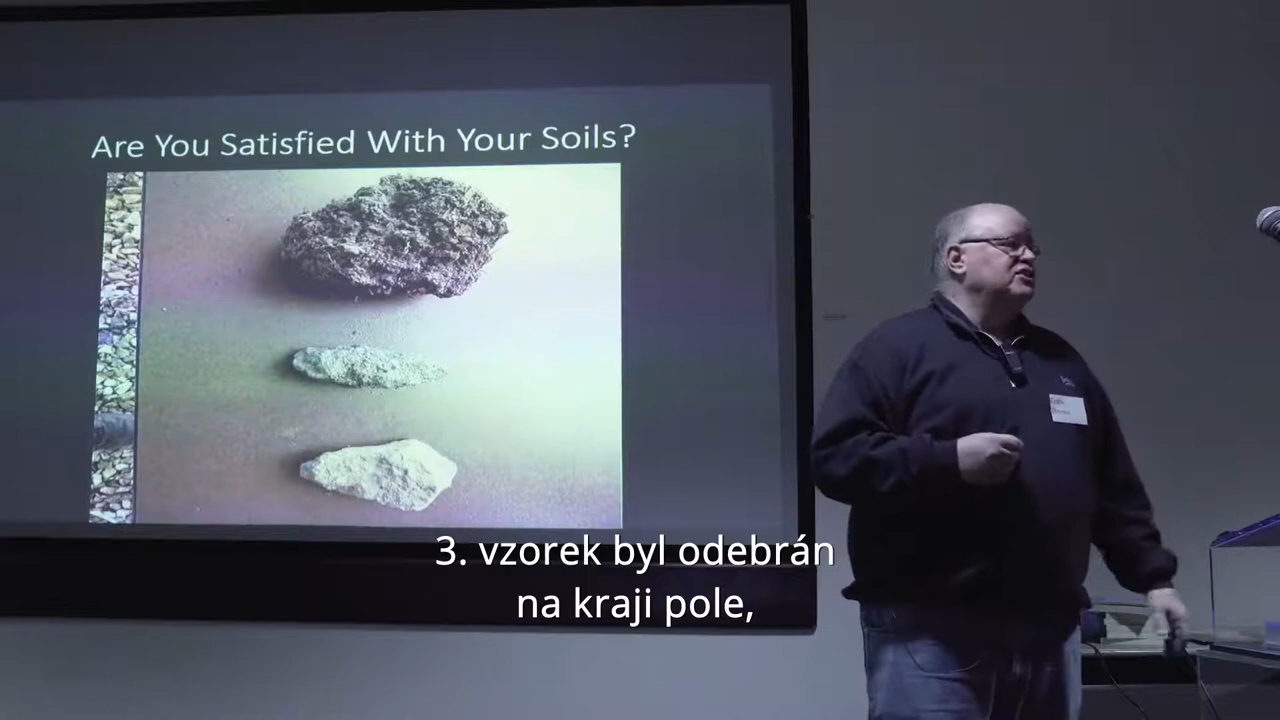 Are You Satisfied With Your Soils?
3. vzorek byl odebrán
na kraji pole,